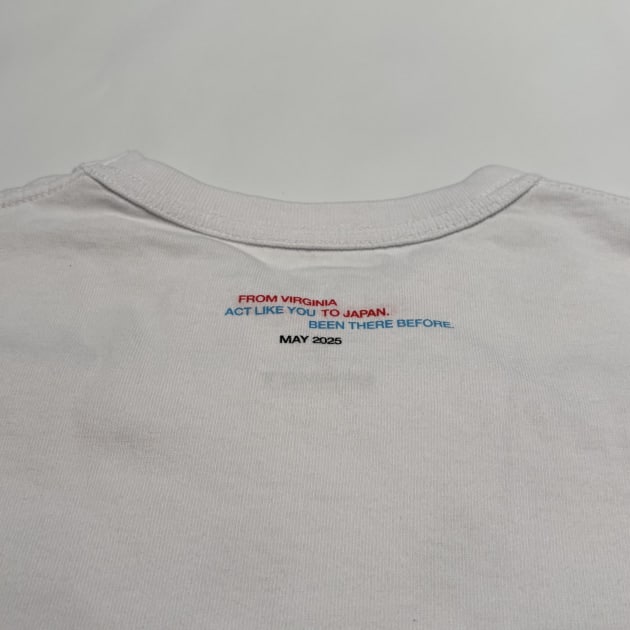 FROM VIRGINIA
ACT LIKE YOU TO JAPAN.
BEEN THERE BEFORE.
MAY 2025